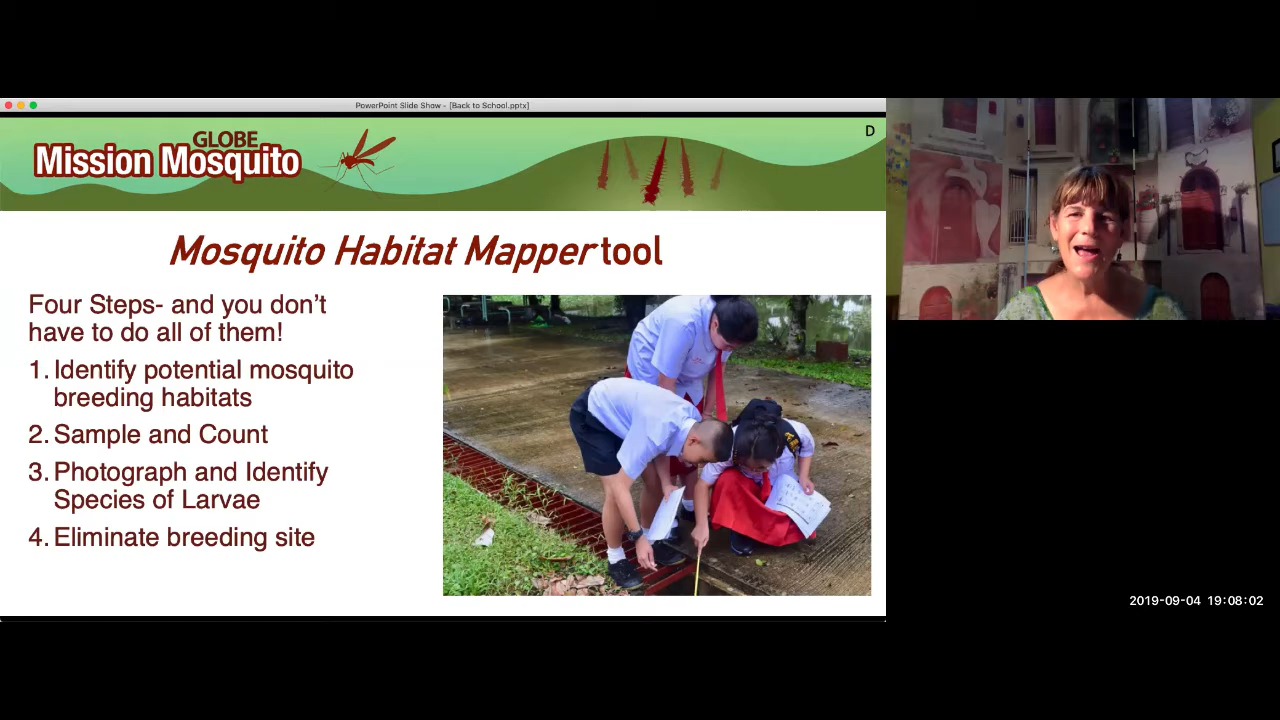 PowerPoint Slide Show - [Back to School.pptx]
D
GLOBE
Mission Mosquito
Mosquito Habitat Mapper tool
Four Steps- and you don't
have to do all of them!
1. Identify potential mosquito
breeding habitats
2. Sample and Count
3. Photograph and Identify
Species of Larvae
4. Eliminate breeding site
2019-09-04 19:08:02